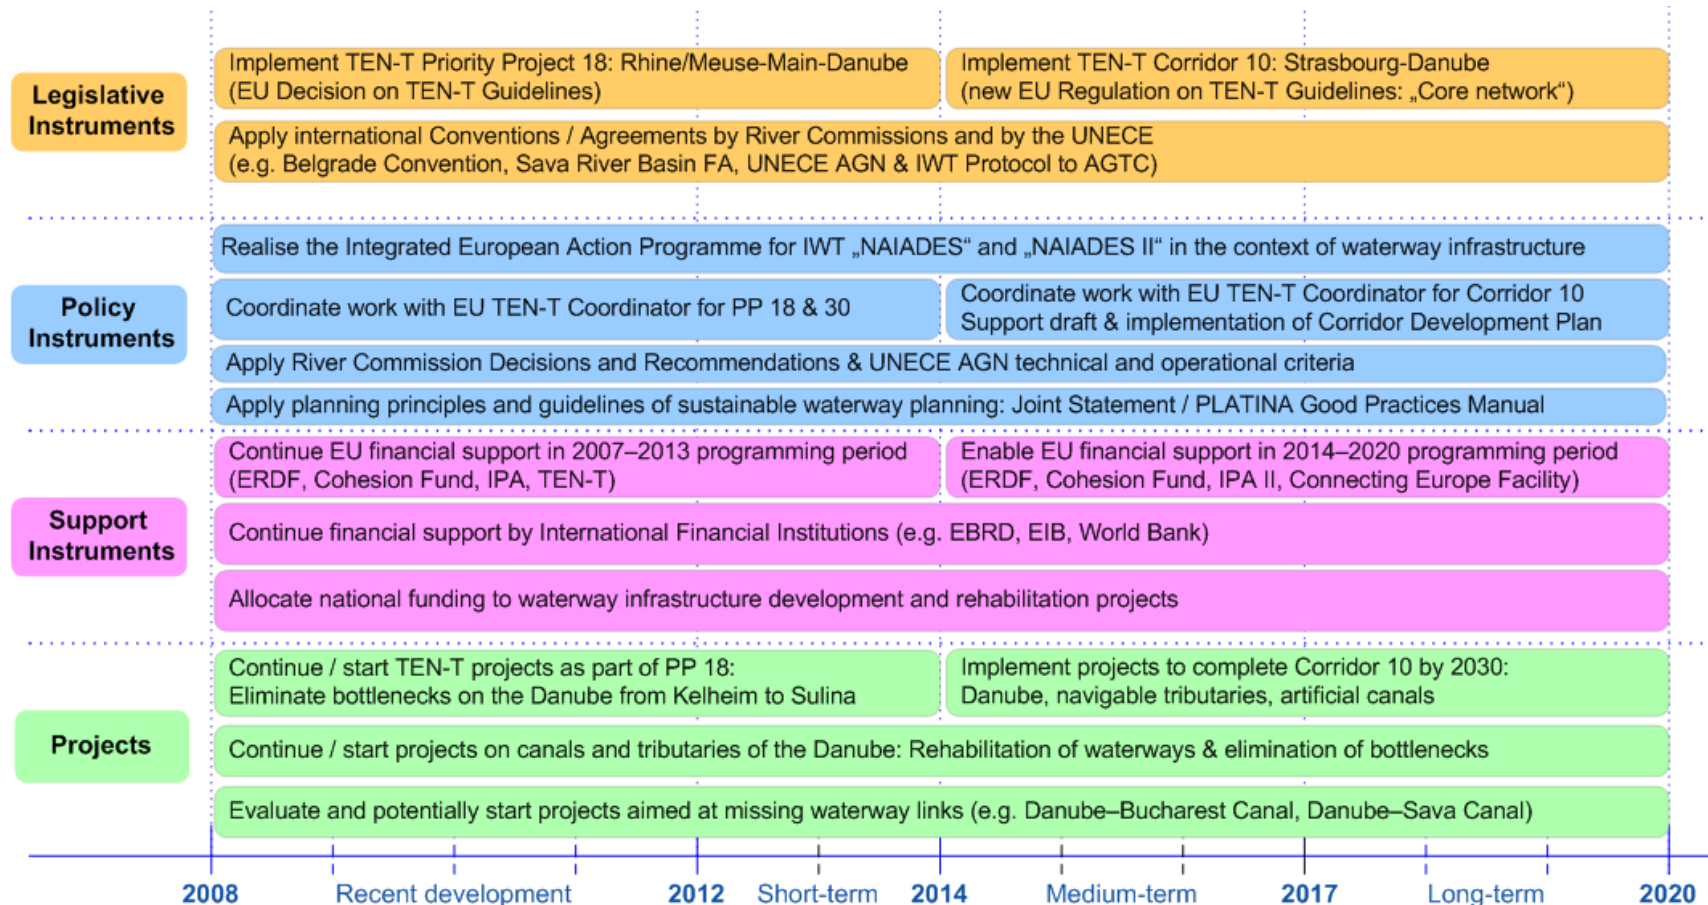 Legislative
Instruments
Implement TEN-T Priority Project 18: Rhine/Meuse-Main-Danube
(EU Decision on TEN-T Guidelines)
Implement TEN-T Corridor 10: Strasbourg-Danube
(new EU Regulation on TEN-T Guidelines: „Core network“)
Apply international Conventions / Agreements by River Commissions and by the UNECE
(e.g. Belgrade Convention, Sava River Basin FA, UNECE AGN & IWT Protocol to AGTC)
Policy
Instruments
Realise the Integrated European Action Programme for IWT „NAIADES“ and „NAIADES II“ in the context of waterway infrastructure
Coordinate work with EU TEN-T Coordinator for PP 18 & 30
Coordinate work with EU TEN-T Coordinator for Corridor 10
Support draft & implementation of Corridor Development Plan
Apply River Commission Decisions and Recommendations & UNECE AGN technical and operational criteria
Apply planning principles and guidelines of sustainable waterway planning: Joint Statement / PLATINA Good Practices Manual
Support
Instruments
Continue EU financial support in 2007–2013 programming period
(ERDF, Cohesion Fund, IPA, TEN-T)
Enable EU financial support in 2014–2020 programming period
(ERDF, Cohesion Fund, IPA II, Connecting Europe Facility)
Continue financial support by International Financial Institutions (e.g. EBRD, EIB, World Bank)
Allocate national funding to waterway infrastructure development and rehabilitation projects
Projects
Continue / start TEN-T projects as part of PP 18:
Eliminate bottlenecks on the Danube from Kelheim to Sulina
Implement projects to complete Corridor 10 by 2030:
Danube, navigable tributaries, artificial canals
Continue / start projects on canals and tributaries of the Danube: Rehabilitation of waterways & elimination of bottlenecks
Evaluate and potentially start projects aimed at missing waterway links (e.g. Danube–Bucharest Canal, Danube–Sava Canal)
2008 Recent development 2012 Short-term 2014 Medium-term 2017 Long-term 2020